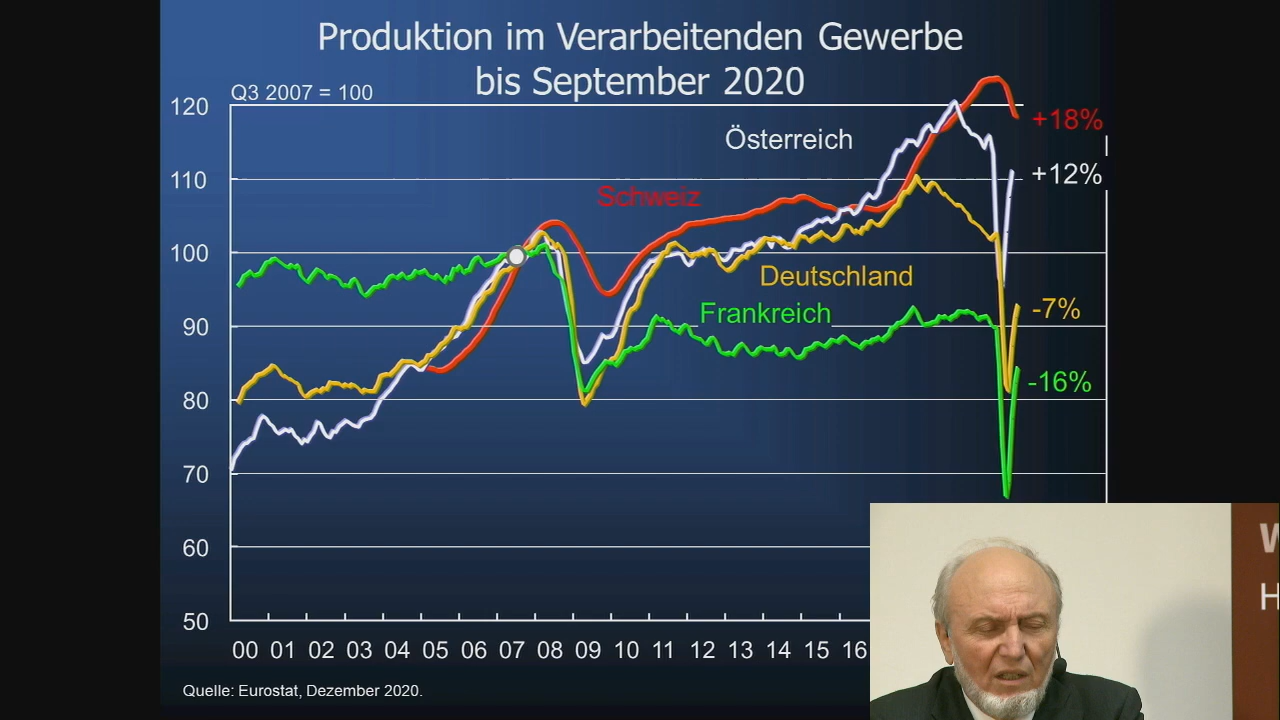 Produktion im Verarbeitenden Gewerbe
bis September 2020
Q3 2007 = 100
120
110
100
90
80
70
60
50
Österreich
Schweiz
Deutschland
Frankreich
+18%
+12%
-7%
-16%
00 01 02 03 04 05 06 07 08 09 10 11 12 13 14 15 16
Quelle: Eurostat, Dezember 2020.
W
H